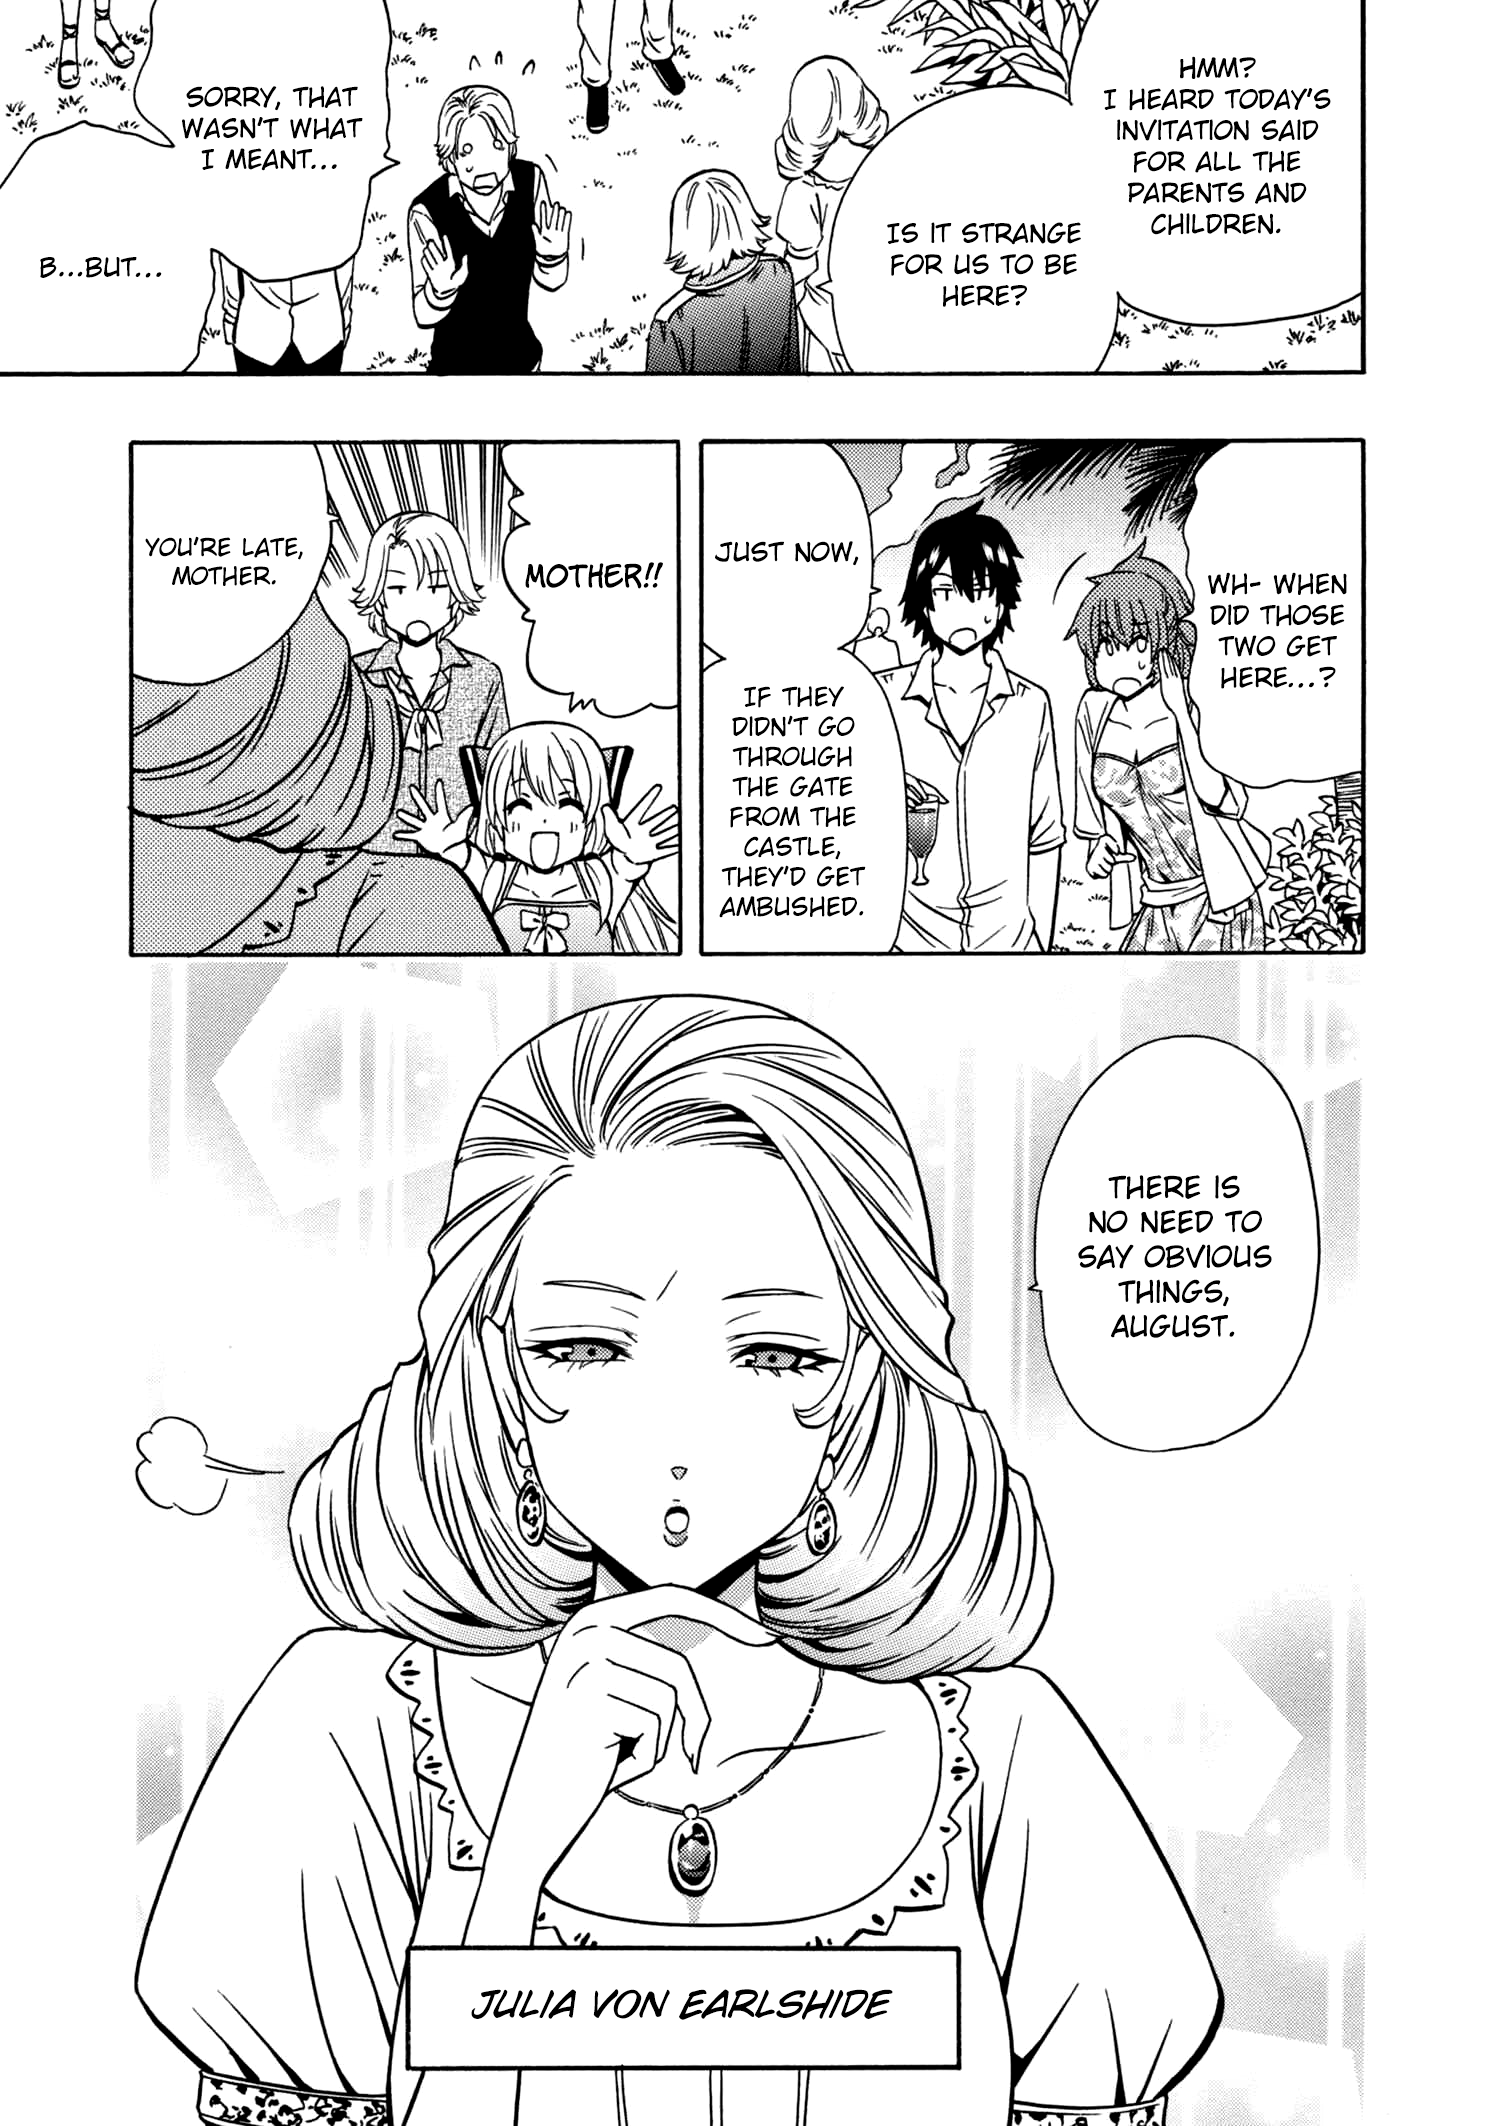 HMM?
I HEARD TODAY'S
INVITATION SAID
FOR ALL THE
PARENTS AND
CHILDREN.
IS IT STRANGE
FOR US TO BE
HERE?
SORRY, THAT
WASN'T WHAT
I MEANT...
B...BUT...
WH- WHEN
DID THOSE
TWO GET
HERE...?
JUST NOW,
IF THEY
DIDN'T GO
THROUGH
THE GATE
FROM THE
CASTLE,
THEY'D GET
AMBUSHED.
MOTHER!!
YOU'RE LATE,
MOTHER.
THERE IS
NO NEED TO
SAY OBVIOUS
THINGS,
AUGUST.
JULIA VON EARLSHIDE